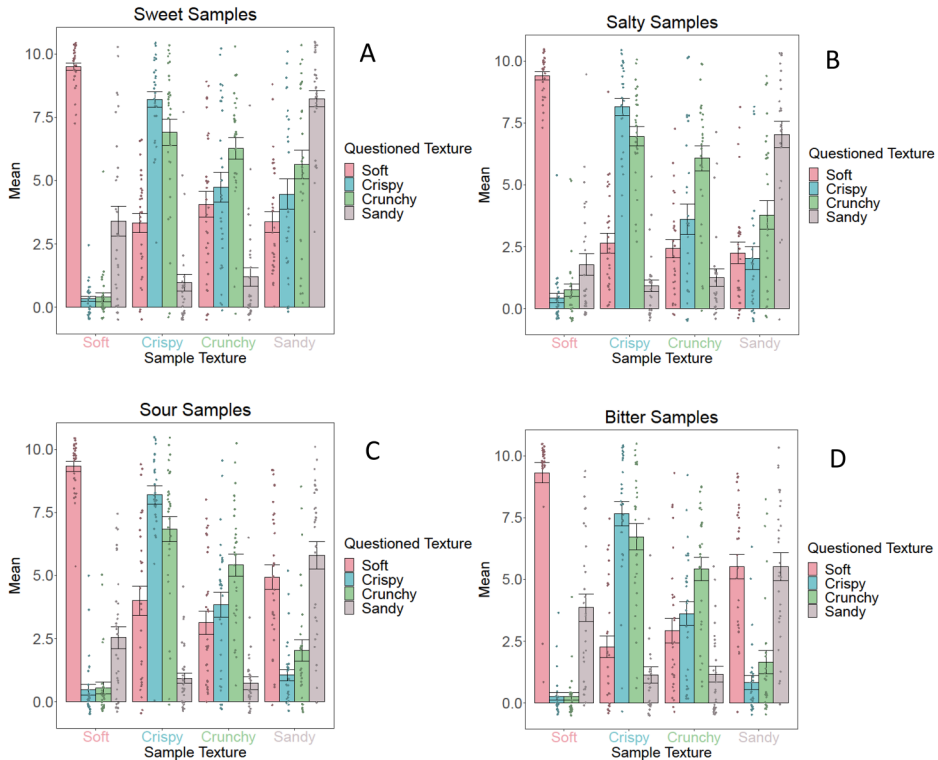 Sweet Samples
A
10.0
7.5
5.0
2.5
0.0
Mean
Soft Crispy Crunchy Sandy
Sample Texture
Questioned Texture
Soft
Crispy
Crunchy
Sandy
Salty Samples
B
10.0
7.5
5.0
2.5
0.0
Mean
Soft Crispy Crunchy Sandy
Sample Texture
Questioned Texture
Soft
Crispy
Crunchy
Sandy
Sour Samples
C
10.0
7.5
5.0
2.5
0.0
Mean
Soft Crispy Crunchy Sandy
Sample Texture
Questioned Texture
Soft
Crispy
Crunchy
Sandy
Bitter Samples
D
10.0
7.5
5.0
2.5
0.0
Mean
Soft Crispy Crunchy Sandy
Sample Texture
Questioned Texture
Soft
Crispy
Crunchy
Sandy